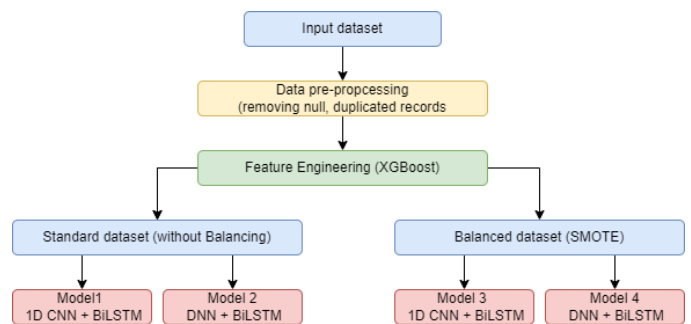 Input dataset
Data pre-propcessing
(removing null, duplicated records
Feature Engineering (XGBoost)
Standard dataset (without Balancing)
Balanced dataset (SMOTE)
Model1
1D CNN + BiLSTM
Model 2
DNN + BiLSTM
Model 3
1D CNN + BiLSTM
Model 4
DNN + BiLSTM